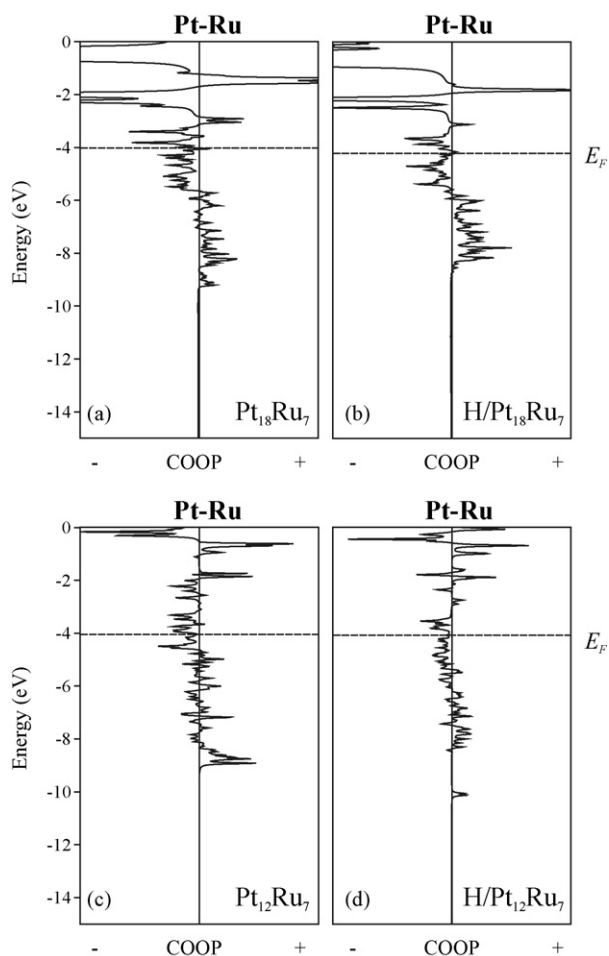 Pt-Ru Pt-Ru
0
-2
-4
-6
-8
-10
-12
-14
Energy (eV)
E_F
(a) Pt₁₈Ru₇ (b) H/Pt₁₈Ru₇
- COOP + - COOP +
Pt-Ru Pt-Ru
0
-2
-4
-6
-8
-10
-12
-14
Energy (eV)
E_F
(c) Pt₁₂Ru₇ (d) H/Pt₁₂Ru₇
- COOP + - COOP +